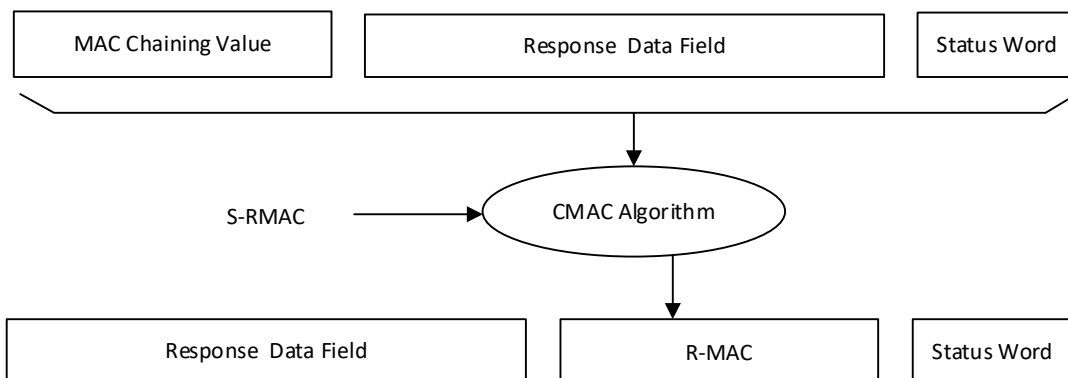 MAC Chaining Value
Response Data Field
Status Word
CMAC Algorithm
S-RMAC
Response Data Field
R-MAC
Status Word